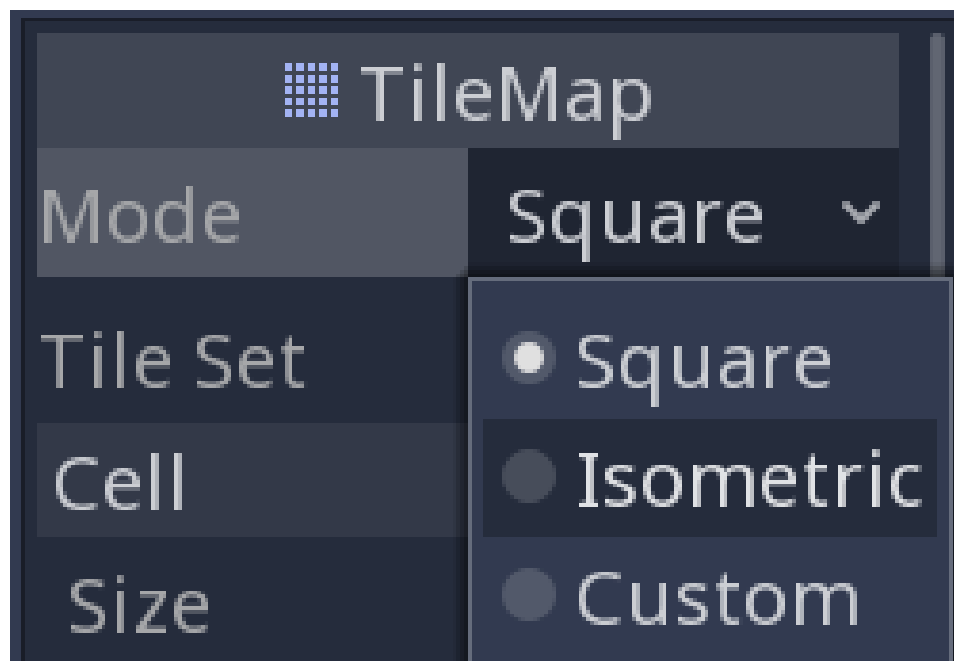 TileMap
Mode Square
Tile Set
Square
Cell
Isometric
Size
Custom